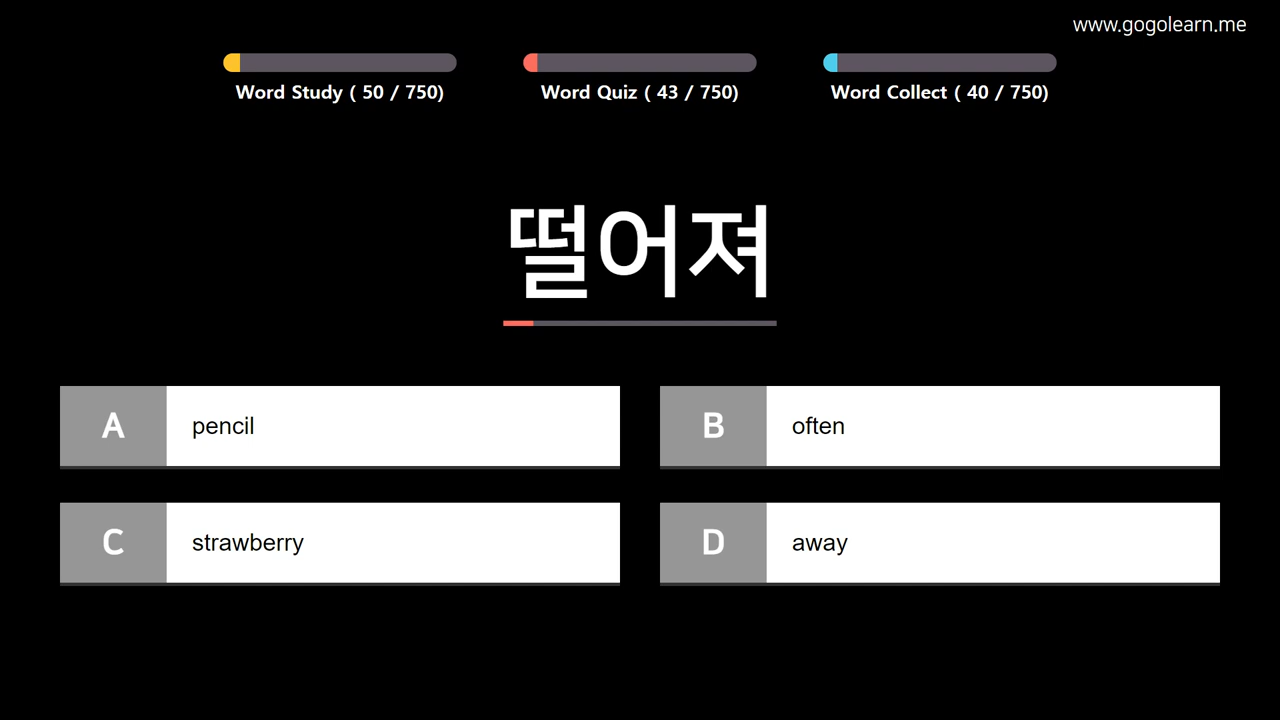 www.gogolearn.me
Word Study ( 50 / 750)
Word Quiz ( 43 / 750)
Word Collect ( 40 / 750)
떨어져
A pencil
B often
C strawberry
D away